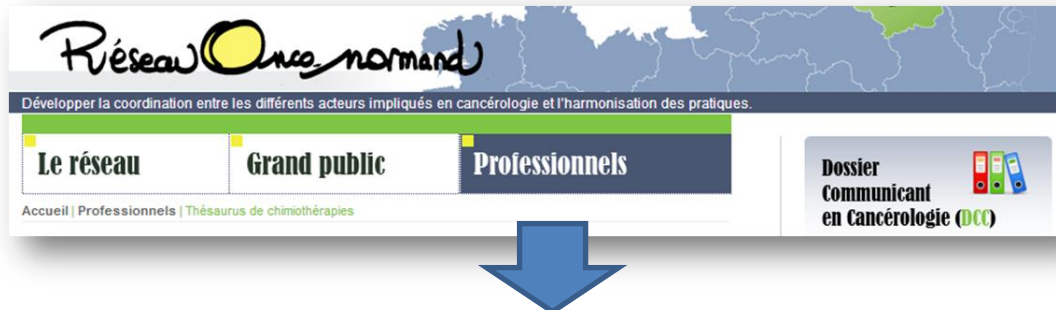 Réseau Onco-normand
Développer la coordination entre les différents acteurs impliqués en cancérologie et l'harmonisation des pratiques.
Le réseau Grand public Professionnels
Accueil | Professionnels | Thésaurus de chimiothérapies
Dossier
Communicant
en Cancérologie (DCC)